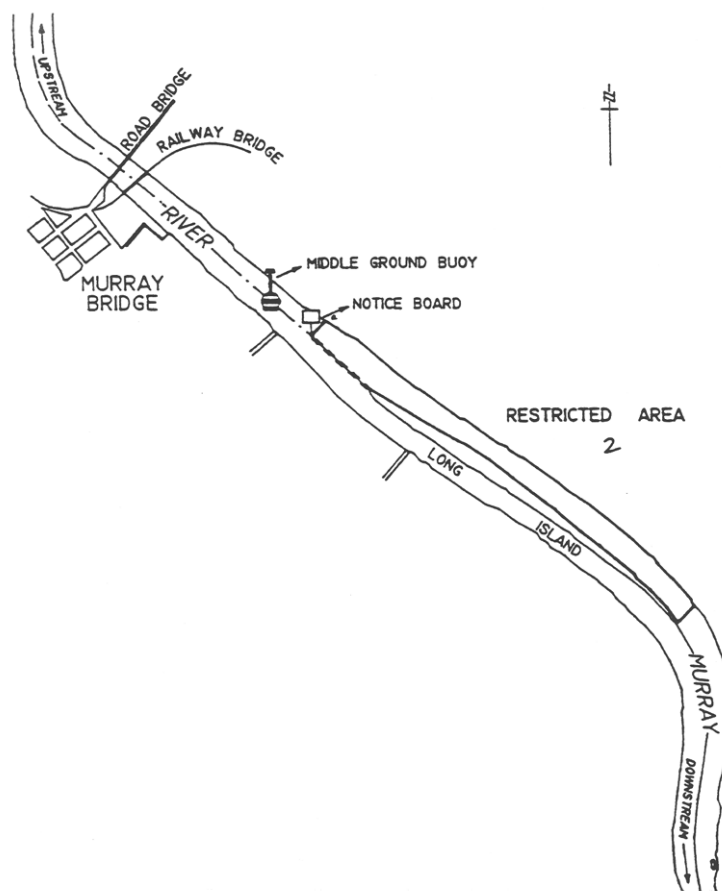 UPSTREAM
ROAD BRIDGE
RAILWAY BRIDGE
N
RIVER
MIDDLE GROUND BUOY
MURRAY
BRIDGE
NOTICE BOARD
RESTRICTED AREA
2
LONG
ISLAND
MURRAY
DOWNSTREAM